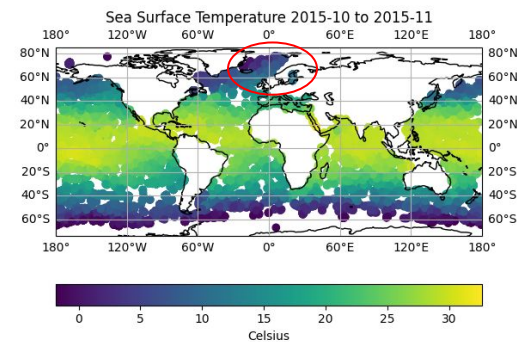 Sea Surface Temperature 2015-10 to 2015-11
180° 120°W 60°W 0° 60°E 120°E 180°
80°N 80°N
60°N 60°N
40°N 40°N
20°N 20°N
0° 0°
20°S 20°S
40°S 40°S
60°S 60°S
180° 120°W 60°W 0° 60°E 120°E 180°
0 5 10 15 20 25 30
Celsius